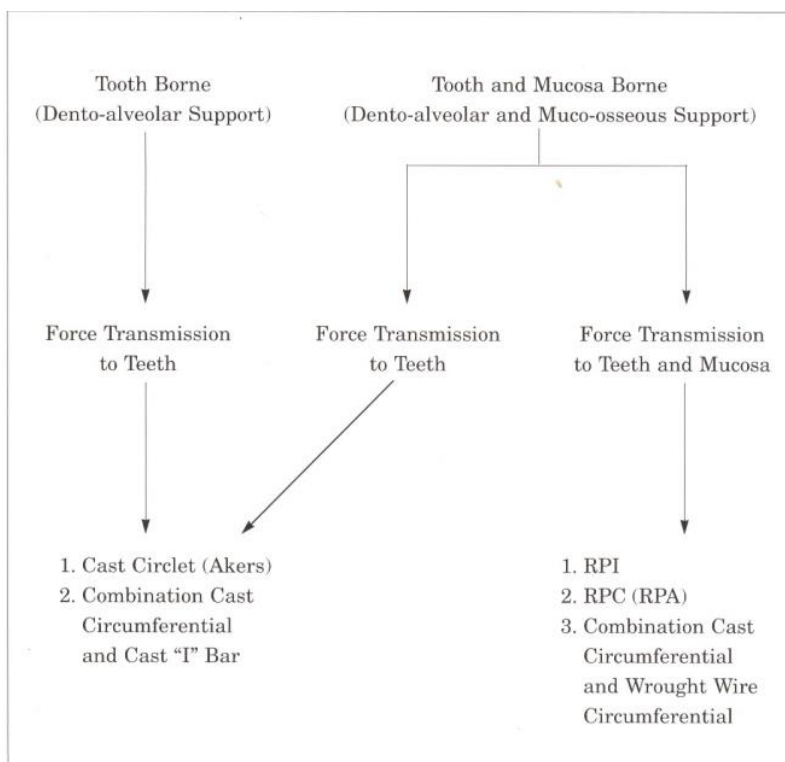 Tooth Borne
(Dento-alveolar Support)
Tooth and Mucosa Borne
(Dento-alveolar and Muco-osseous Support)
Force Transmission
to Teeth
Force Transmission
to Teeth
Force Transmission
to Teeth and Mucosa
1. Cast Circlet (Akers)
2. Combination Cast
Circumferential
and Cast “I” Bar
1. RPI
2. RPC (RPA)
3. Combination Cast
Circumferential
and Wrought Wire
Circumferential